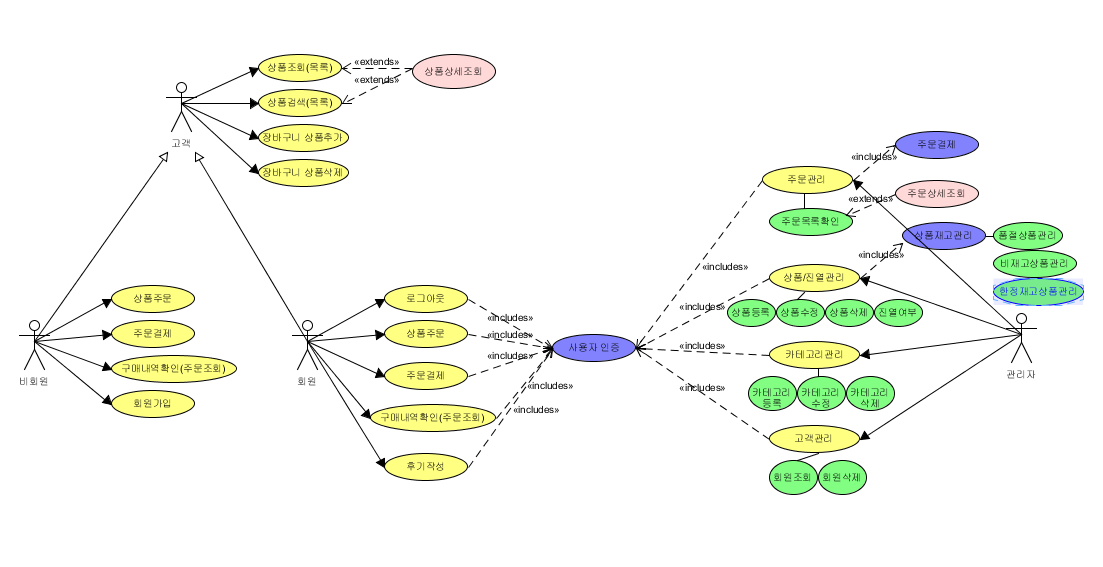 상품조회(목록)
«extends»
상품상세조회
«extends»
상품검색(목록)
고객
장바구니 상품추가
장바구니 상품삭제
비회원
상품주문
주문결제
구매내역확인(주문조회)
회원가입
회원
로그아웃
상품주문
주문결제
구매내역확인(주문조회)
후기작성
«includes»
«includes»
«includes»
«includes»
«includes»
사용자 인증
«includes»
«includes»
«includes»
«includes»
주문관리
«includes»
주문결제
주문목록확인
«extends»
주문상세조회
상품/진열관리
«includes»
상품재고관리
품절상품관리
비재고상품관리
한정재고상품관리
상품등록
상품수정
상품삭제
진열여부
카테고리관리
카테고리
등록
카테고리
수정
카테고리
삭제
고객관리
회원조회
회원삭제
관리자